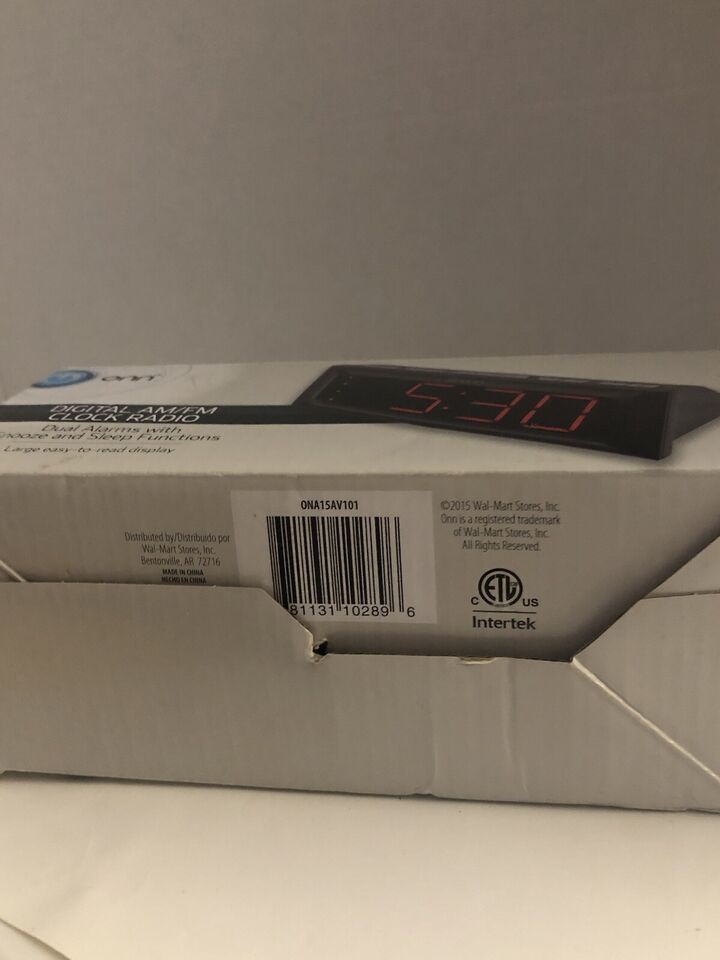 onn
DIGITAL AM/FM
CLOCK RADIO
Dual Alarms with
Snooze and Sleep Functions
Large easy-to-read display
5:30
ONA15AV101
81131 10289 6
Distributed by/Distribuido por
Wal-Mart Stores, Inc.
Bentonville, AR 72716
MADE IN CHINA
HECHO EN CHINA
©2015 Wal-Mart Stores, Inc.
Onn is a registered trademark
of Wal-Mart Stores, Inc.
All Rights Reserved.
C ETL US
Intertek